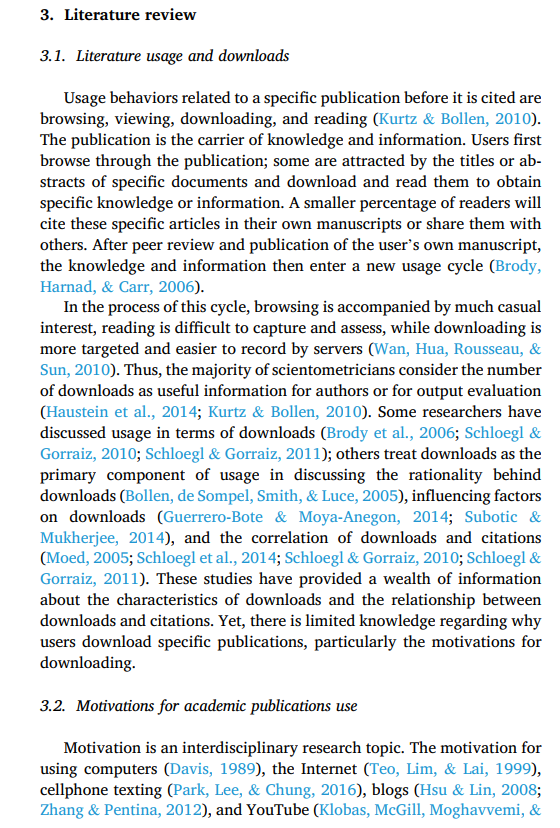 3. Literature review
3.1. Literature usage and downloads
Usage behaviors related to a specific publication before it is cited are
browsing, viewing, downloading, and reading (Kurtz & Bollen, 2010).
The publication is the carrier of knowledge and information. Users first
browse through the publication; some are attracted by the titles or ab-
stracts of specific documents and download and read them to obtain
specific knowledge or information. A smaller percentage of readers will
cite these specific articles in their own manuscripts or share them with
others. After peer review and publication of the user's own manuscript,
the knowledge and information then enter a new usage cycle (Brody,
Harnad, & Carr, 2006).
In the process of this cycle, browsing is accompanied by much casual
interest, reading is difficult to capture and assess, while downloading is
more targeted and easier to record by servers (Wan, Hua, Rousseau, &
Sun, 2010). Thus, the majority of scientometricians consider the number
of downloads as useful information for authors or for output evaluation
(Haustein et al., 2014; Kurtz & Bollen, 2010). Some researchers have
discussed usage in terms of downloads (Brody et al., 2006; Schloegl &
Gorraiz, 2010; Schloegl & Gorraiz, 2011); others treat downloads as the
primary component of usage in discussing the rationality behind
downloads (Bollen, de Sompel, Smith, & Luce, 2005), influencing factors
on downloads (Guerrero-Bote & Moya-Anegon, 2014; Subotic &
Mukherjee, 2014), and the correlation of downloads and citations
(Moed, 2005; Schloegl et al., 2014; Schloegl & Gorraiz, 2010; Schloegl &
Gorraiz, 2011). These studies have provided a wealth of information
about the characteristics of downloads and the relationship between
downloads and citations. Yet, there is limited knowledge regarding why
users download specific publications, particularly the motivations for
downloading.
3.2. Motivations for academic publications use
Motivation is an interdisciplinary research topic. The motivation for
using computers (Davis, 1989), the Internet (Teo, Lim, & Lai, 1999),
cellphone texting (Park, Lee, & Chung, 2016), blogs (Hsu & Lin, 2008;
Zhang & Pentina, 2012), and YouTube (Klobas, McGill, Moghavvemi, &